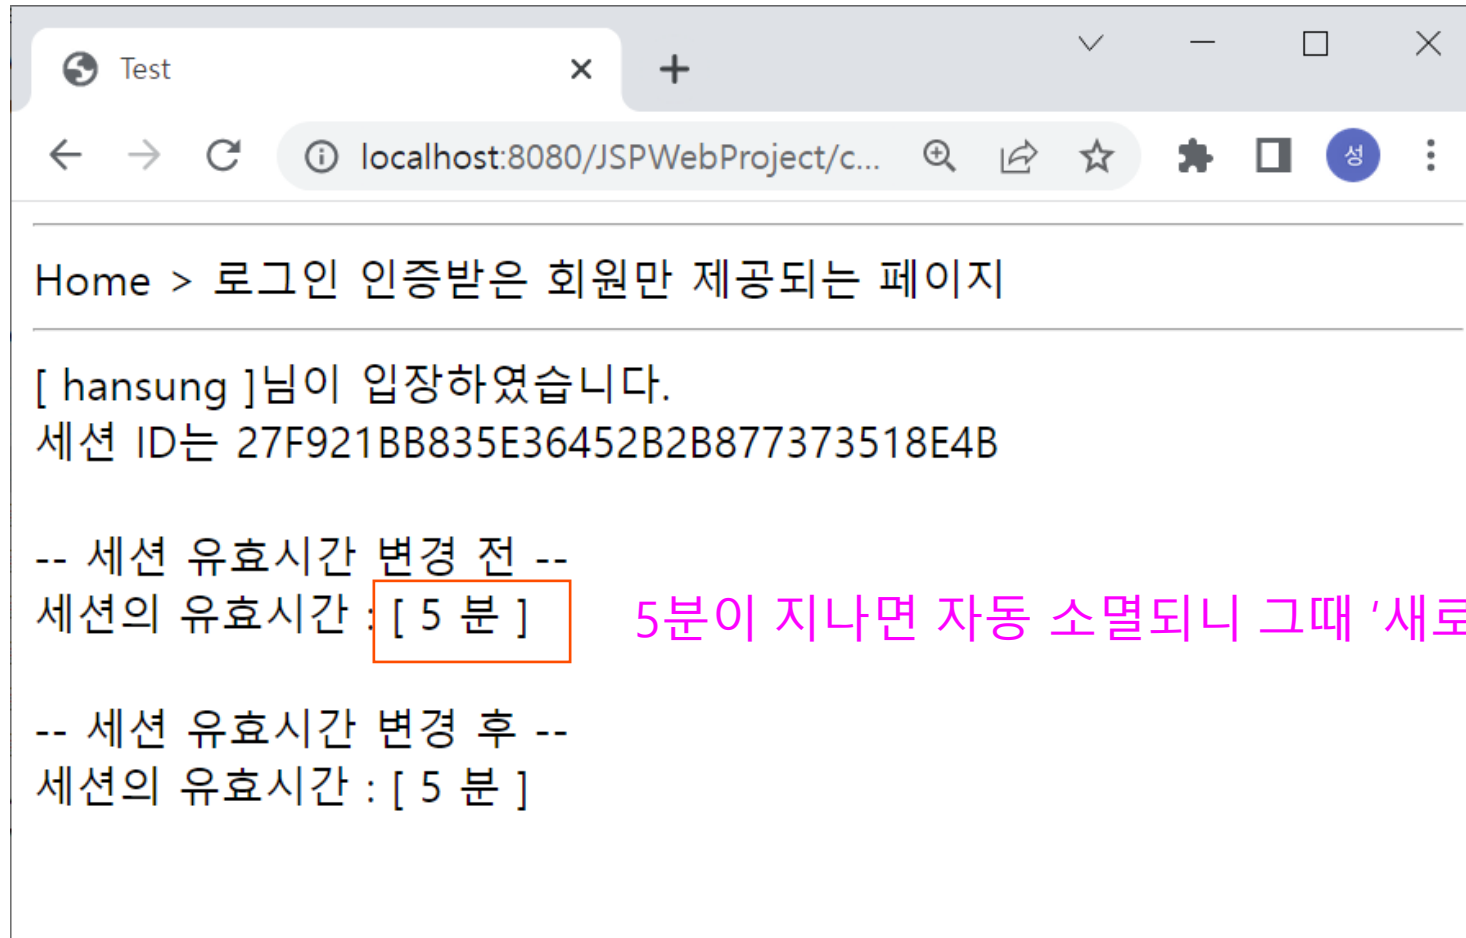 Test
localhost:8080/JSPWebProject/c...
성
Home > 로그인 인증받은 회원만 제공되는 페이지
[ hansung ]님이 입장하였습니다.
세션 ID는 27F921BB835E36452B2B877373518E4B
-- 세션 유효시간 변경 전 --
세션의 유효시간 : [ 5 분 ]
5분이 지나면 자동 소멸되니 그때 '새로
-- 세션 유효시간 변경 후 --
세션의 유효시간 : [ 5 분 ]